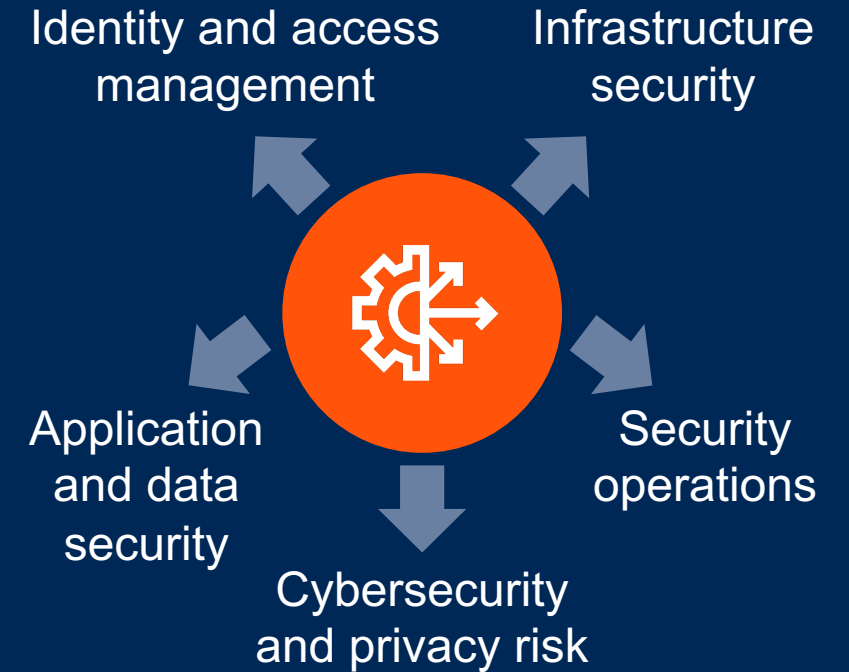 Identity and access
management
Infrastructure
security
Application
and data
security
Security
operations
Cybersecurity
and privacy risk